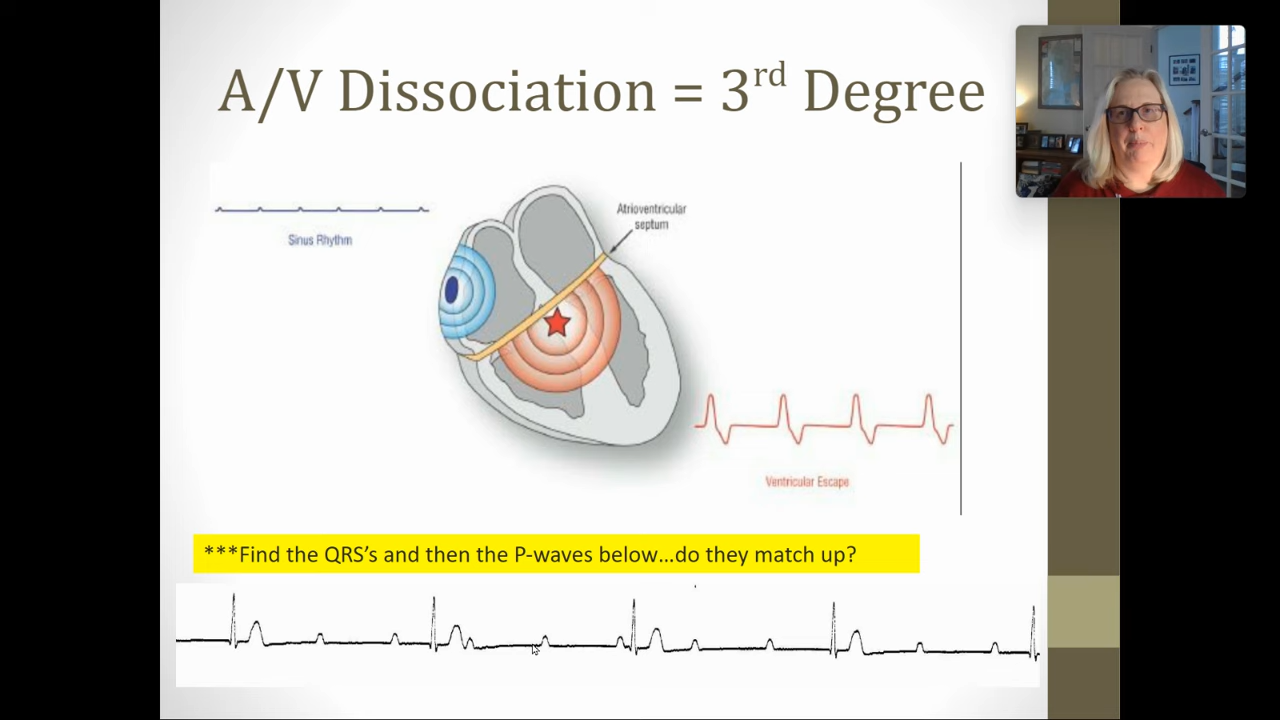 A/V Dissociation = 3rd Degree
Sinus Rhythm
Atrioventricular
septum
Ventricular Escape
***Find the QRS’s and then the P-waves below…do they match up?